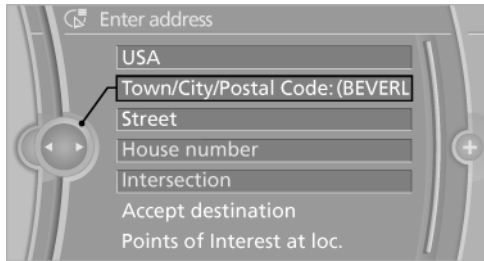 Enter address
USA
Town/City/Postal Code: (BEVERL
Street
House number
Intersection
Accept destination
Points of Interest at loc.